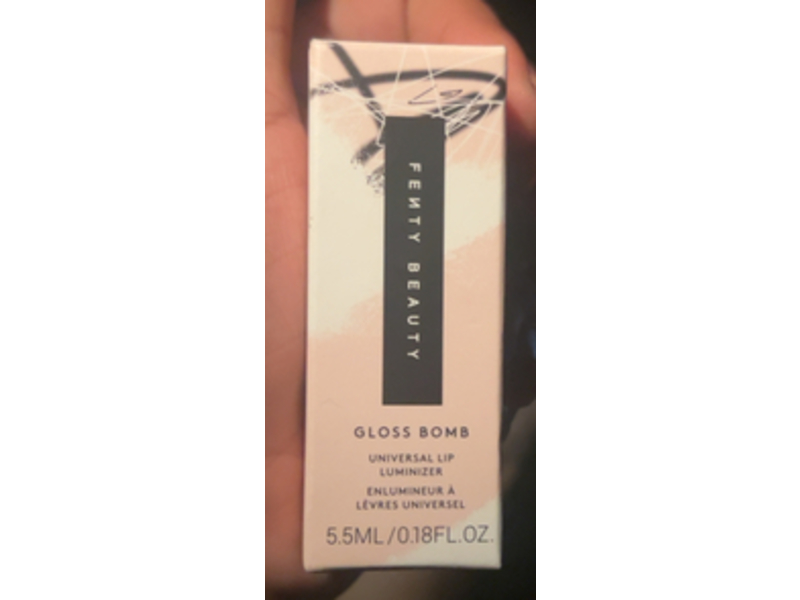 FENTY BEAUTY
GLOSS BOMB
UNIVERSAL LIP
LUMINIZER
ENLUMINEUR À
LÈVRES UNIVERSEL
5.5ML/0.18FL.OZ.